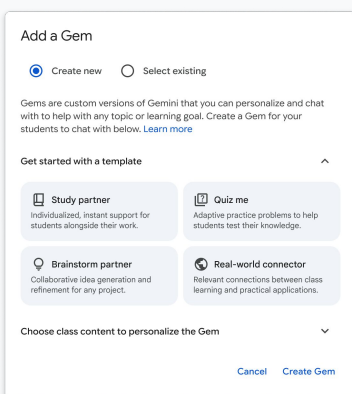 Add a Gem
Create new
Select existing
Gems are custom versions of Gemini that you can personalize and chat
with to help with any topic or learning goal. Create a Gem for your
students to chat with below. Learn more
Get started with a template
Study partner
Individualized, instant support for
students alongside their work.
Quiz me
Adaptive practice problems to help
students test their knowledge.
Brainstorm partner
Collaborative idea generation and
refinement for any project.
Real-world connector
Relevant connections between class
learning and practical applications.
Choose class content to personalize the Gem
Cancel
Create Gem